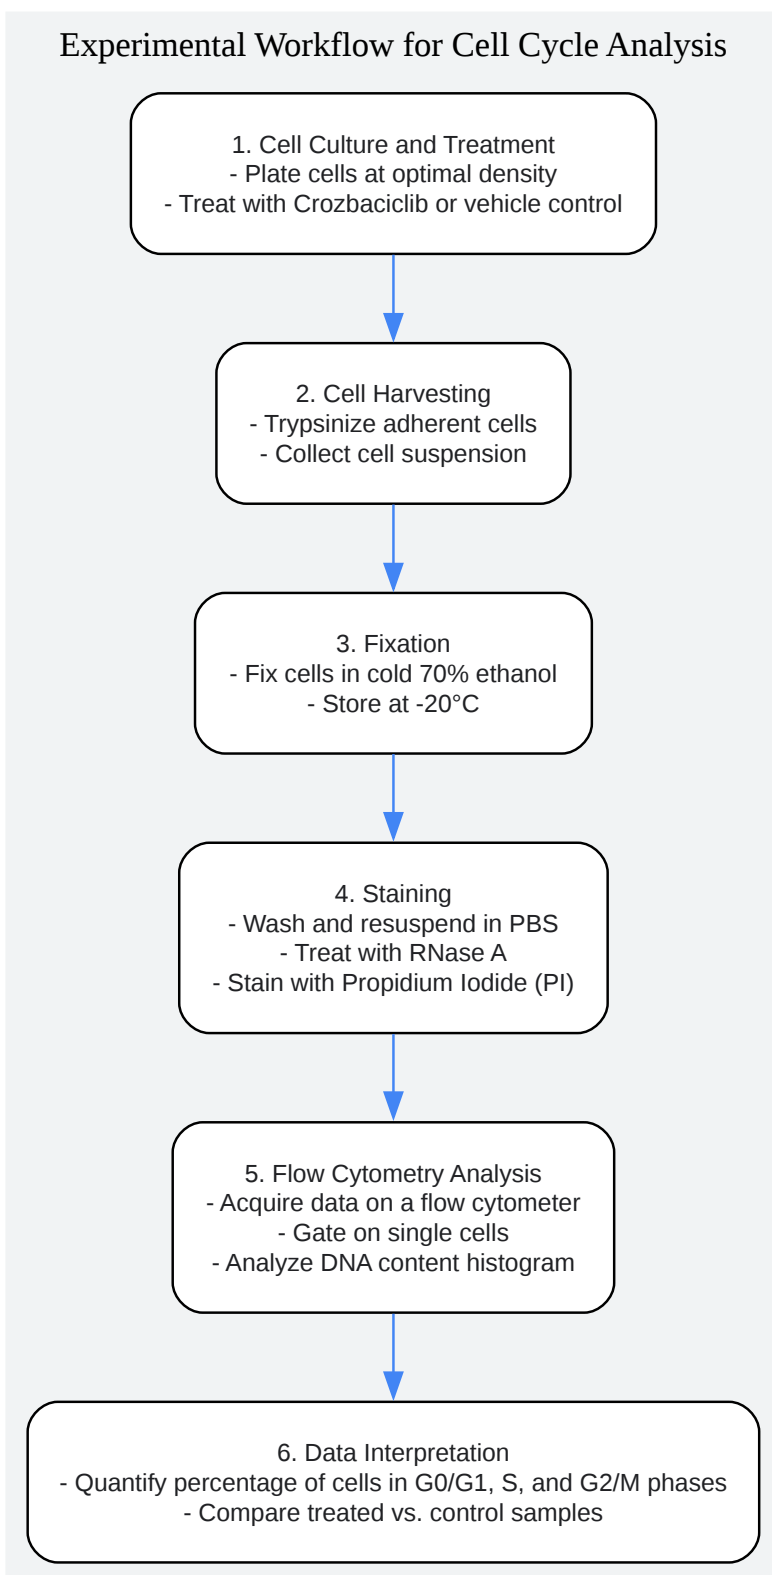 Experimental Workflow for Cell Cycle Analysis
1. Cell Culture and Treatment
- Plate cells at optimal density
- Treat with Crozbaciclib or vehicle control
2. Cell Harvesting
- Trypsinize adherent cells
- Collect cell suspension
3. Fixation
- Fix cells in cold 70% ethanol
- Store at -20°C
4. Staining
- Wash and resuspend in PBS
- Treat with RNase A
- Stain with Propidium Iodide (PI)
5. Flow Cytometry Analysis
- Acquire data on a flow cytometer
- Gate on single cells
- Analyze DNA content histogram
6. Data Interpretation
- Quantify percentage of cells in G0/G1, S, and G2/M phases
- Compare treated vs. control samples